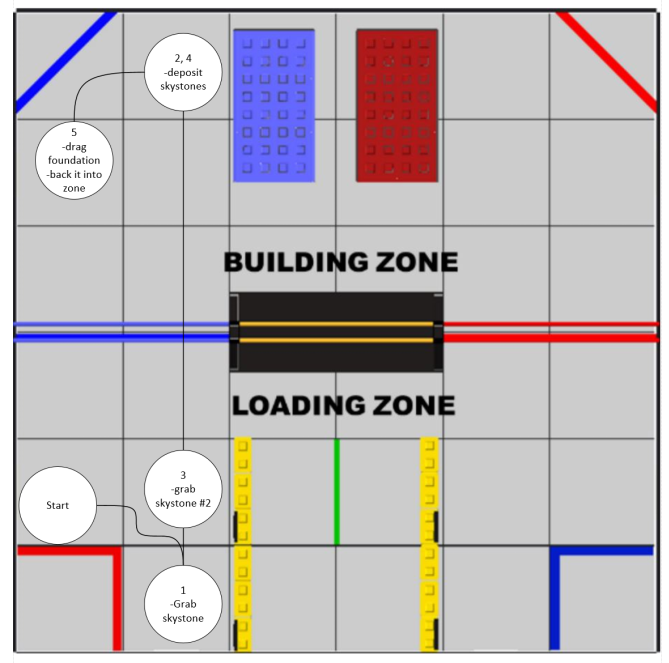 2, 4
-deposit
skystones
5
-drag
foundation
-back it into
zone
BUILDING ZONE
LOADING ZONE
3
-grab
skystone #2
Start
1
-Grab
skystone